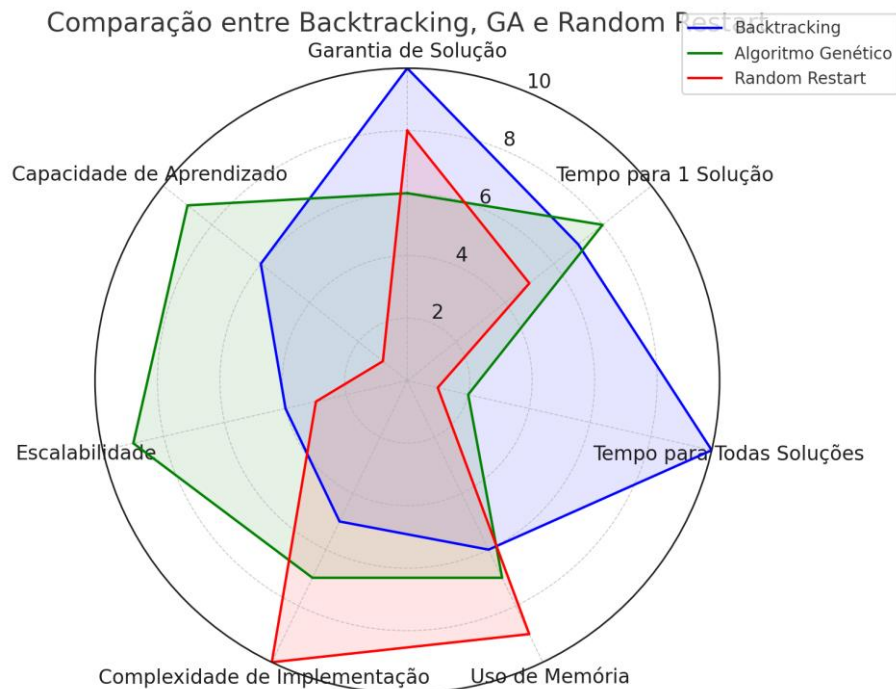 Comparação entre Backtracking, GA e Random Restart
Backtracking
Algoritmo Genético
Random Restart
Garantia de Solução
10
8
6
4
2
Tempo para 1 Solução
Capacidade de Aprendizado
Escalabilidade
Tempo para Todas Soluções
Complexidade de Implementação
Uso de Memória